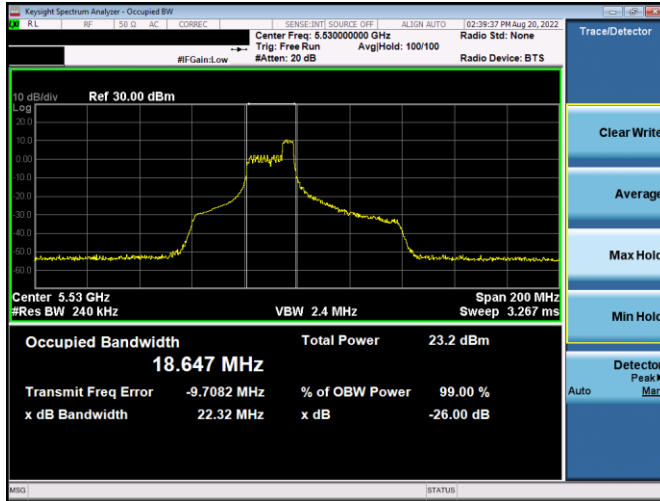 Keysight Spectrum Analyzer - Occupied BW
RL RF 50 Ω AC CORREC SENSE:INT SOURCE OFF ALIGN AUTO 02:39:37 PM Aug 20, 2022
Center Freq: 5.530000000 GHz Radio Std: None
Trig: Free Run Avg|Hold: 100/100
#IFGain:Low #Atten: 20 dB Radio Device: BTS
Trace/Detector
10 dB/div Ref 30.00 dBm
Log
20.0
10.0
0.00
-10.0
-20.0
-30.0
-40.0
-50.0
-60.0
Center 5.53 GHz Span 200 MHz
#Res BW 240 kHz VBW 2.4 MHz Sweep 3.267 ms
Occupied Bandwidth Total Power 23.2 dBm
18.647 MHz
Transmit Freq Error -9.7082 MHz % of OBW Power 99.00 %
x dB Bandwidth 22.32 MHz x dB -26.00 dB
Clear Write
Average
Max Hold
Min Hold
Detector
Peak
Auto Man
MSG STATUS